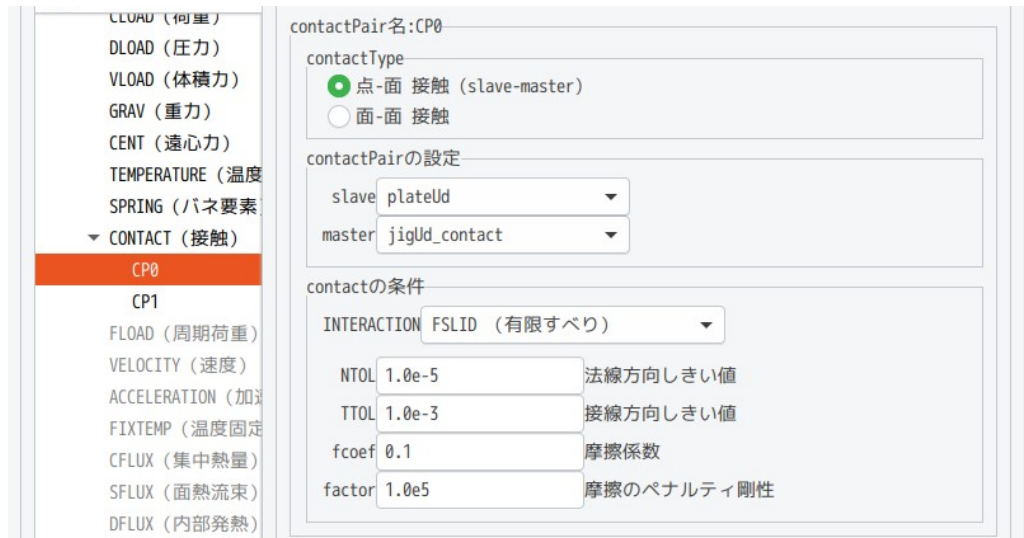 CLOAD (荷重)
DLOAD (圧力)
VLOAD (体積力)
GRAV (重力)
CENT (遠心力)
TEMPERATURE (温度
SPRING (バネ要素
CONTACT (接触)
CP0
CP1
FLOAD (周期荷重)
VELOCITY (速度)
ACCELERATION (加速
FIXTEMP (温度固定
CFLUX (集中熱量)
SFLUX (面熱流束)
DFLUX (内部発熱)
contactPair名:CP0
contactType
点-面 接触 (slave-master)
面-面 接触
contactPairの設定
slave plateUd
master jigUd_contact
contactの条件
INTERACTION FSLID (有限すべり)
NTOL 1.0e-5 法線方向しきい値
TTOL 1.0e-3 接線方向しきい値
fcoef 0.1 摩擦係数
factor 1.0e5 摩擦のペナルティ剛性